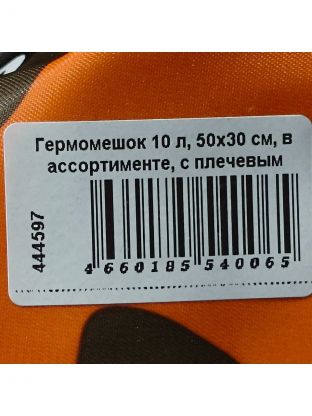 Гермомешок 10 л, 50х30 см, в
ассортименте, с плечевым
444597
4 660185 540065